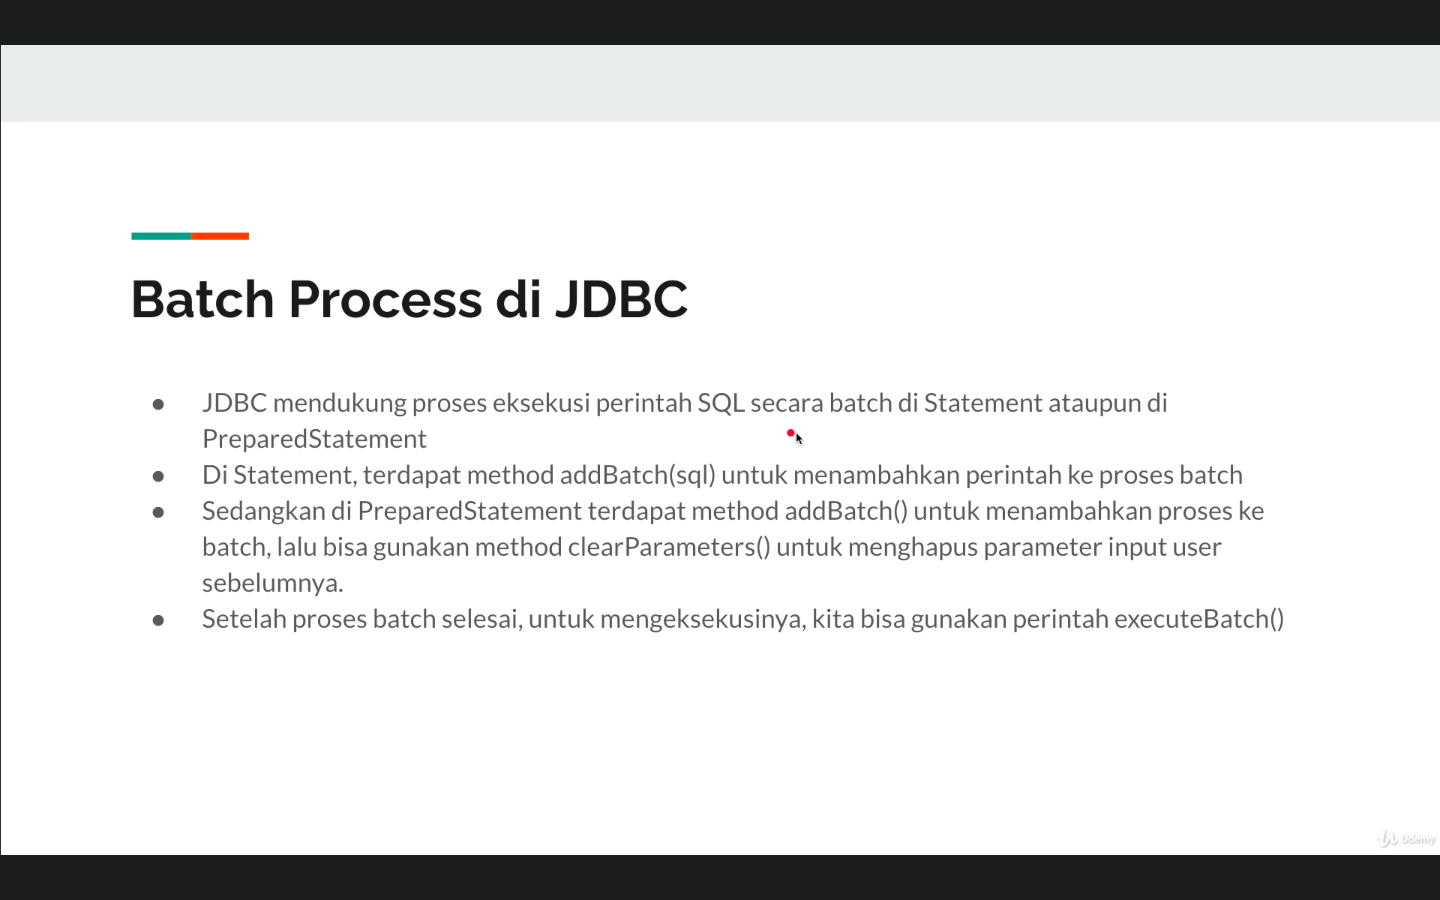 Batch Process di JDBC
● JDBC mendukung proses eksekusi perintah SQL secara batch di Statement ataupun di
PreparedStatement
● Di Statement, terdapat method addBatch(sql) untuk menambahkan perintah ke proses batch
● Sedangkan di PreparedStatement terdapat method addBatch() untuk menambahkan proses ke
batch, lalu bisa gunakan method clearParameters() untuk menghapus parameter input user
sebelumnya.
● Setelah proses batch selesai, untuk mengeksekusinya, kita bisa gunakan perintah executeBatch()
Udemy